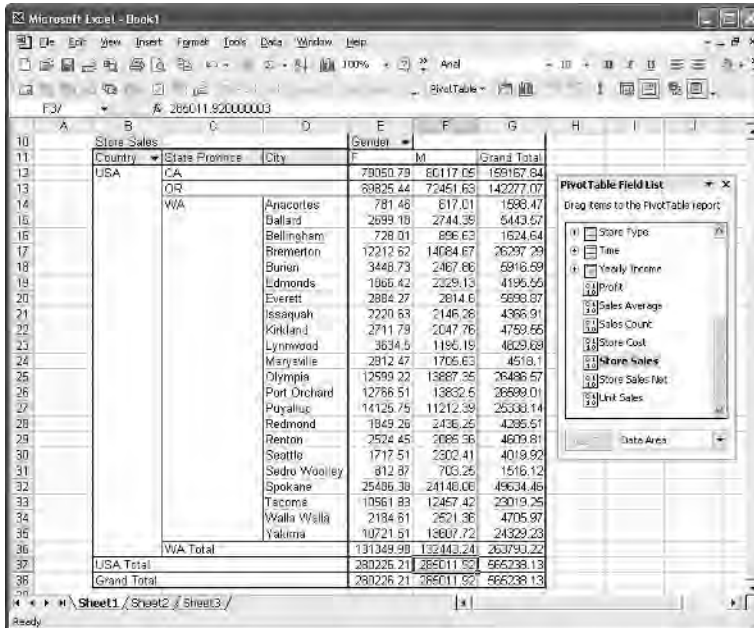 Microsoft Excel - Book1
File Edit View Insert Format Tools Data Window Help
100% Arial 10 B I U
PivotTable
F37 fx 285011.920000003
A B C D E F G H I J
10 Store Sales Gender
11 Country State Province City F M Grand Total
12 USA CA 79050.79 80117.05 159167.84
13 OR 69825.44 72451.63 142277.07
14 WA Anacortes 781.46 817.01 1598.47
15 Ballard 2699.18 2744.39 5443.57
16 Bellingham 728.01 896.63 1624.64
17 Bremerton 12212.62 14084.67 26297.29
18 Burien 3448.73 2467.86 5916.59
19 Edmonds 1866.42 2329.13 4195.55
20 Everett 2884.27 2814.6 5698.87
21 Issaquah 2220.63 2146.28 4366.91
22 Kirkland 2711.79 2047.76 4759.55
23 Lynnwood 3634.5 1195.19 4829.69
24 Marysville 2812.47 1705.63 4518.1
25 Olympia 12599.22 13887.35 26486.57
26 Port Orchard 12766.51 13832.5 26599.01
27 Puyallup 14125.75 11212.39 25338.14
28 Redmond 1849.26 2436.25 4285.51
29 Renton 2524.45 2085.36 4609.81
30 Seattle 1717.51 2302.41 4019.92
31 Sedro Woolley 812.87 703.25 1516.12
32 Spokane 25486.38 24148.08 49634.46
33 Tacoma 10561.83 12457.42 23019.25
34 Walla Walla 2184.61 2521.36 4705.97
35 Yakima 10721.51 13607.72 24329.23
36 WA Total 131349.98 132443.24 263793.22
37 USA Total 280226.21 285011.92 565238.13
38 Grand Total 280226.21 285011.92 565238.13
PivotTable Field List
Drag items to the PivotTable report
Store Type
Time
Yearly Income
Profit
Sales Average
Sales Count
Store Cost
Store Sales
Store Sales Net
Unit Sales
Data Area
Sheet1 Sheet2 Sheet3
Ready